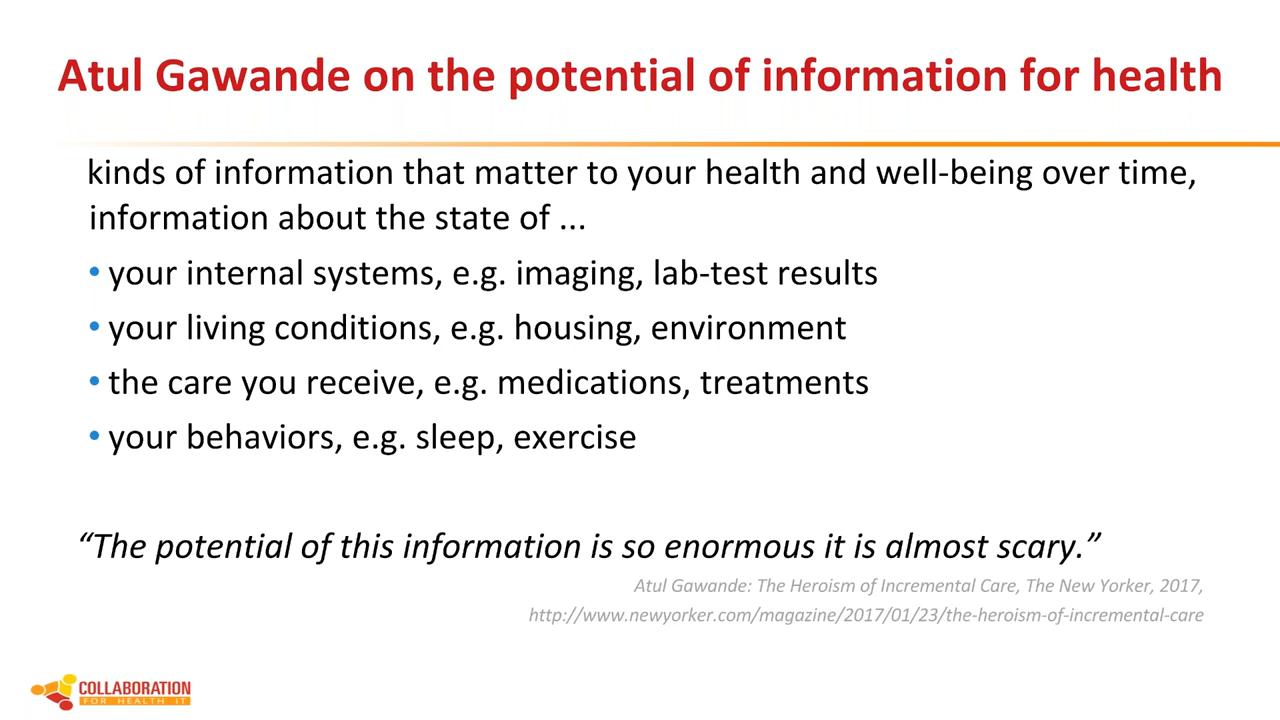 Atul Gawande on the potential of information for health
kinds of information that matter to your health and well-being over time,
information about the state of ...
• your internal systems, e.g. imaging, lab-test results
• your living conditions, e.g. housing, environment
• the care you receive, e.g. medications, treatments
• your behaviors, e.g. sleep, exercise
“The potential of this information is so enormous it is almost scary.”
Atul Gawande: The Heroism of Incremental Care, The New Yorker, 2017,
http://www.newyorker.com/magazine/2017/01/23/the-heroism-of-incremental-care
COLLABORATION
FOR HEALTH IT